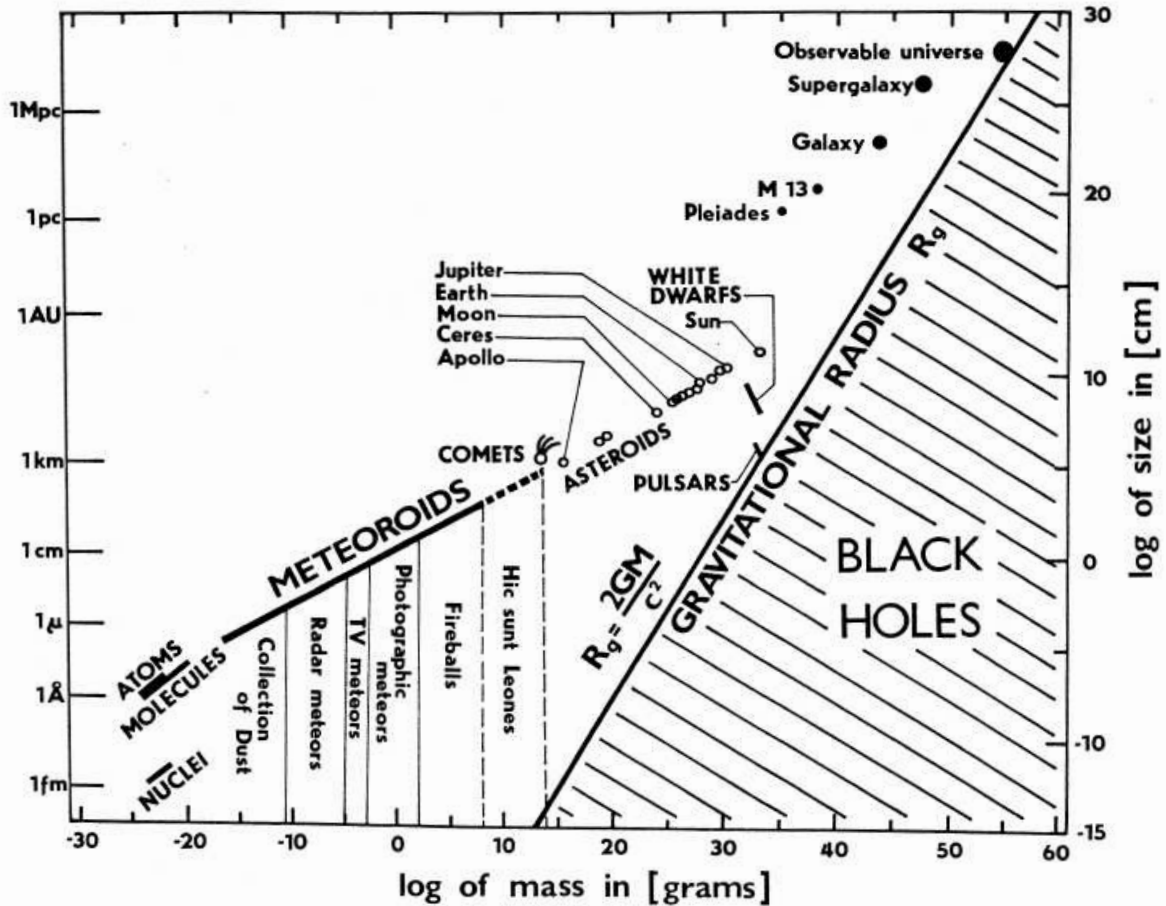 30
Observable universe
Supergalaxy
1Mpc
Galaxy
20
M 13
Pleiades
1pc
Jupiter
Earth
Moon
Ceres
Apollo
WHITE
DWARFS
Sun
1AU
10
COMETS
ASTEROIDS
1km
PULSARS
METEOROIDS
GRAVITATIONAL RADIUS Rg
log of size in [cm]
1cm
0
BLACK
HOLES
Rg = 2GM
c²
1μ
ATOMS
MOLECULES
1Å
NUCLEI
1fm
Collection
of Dust
Radar meteors
TV meteors
Photographic
meteors
Fireballs
Hic sunt Leones
-10
-15
-30 -20 -10 0 10 20 30 40 50 60
log of mass in [grams]